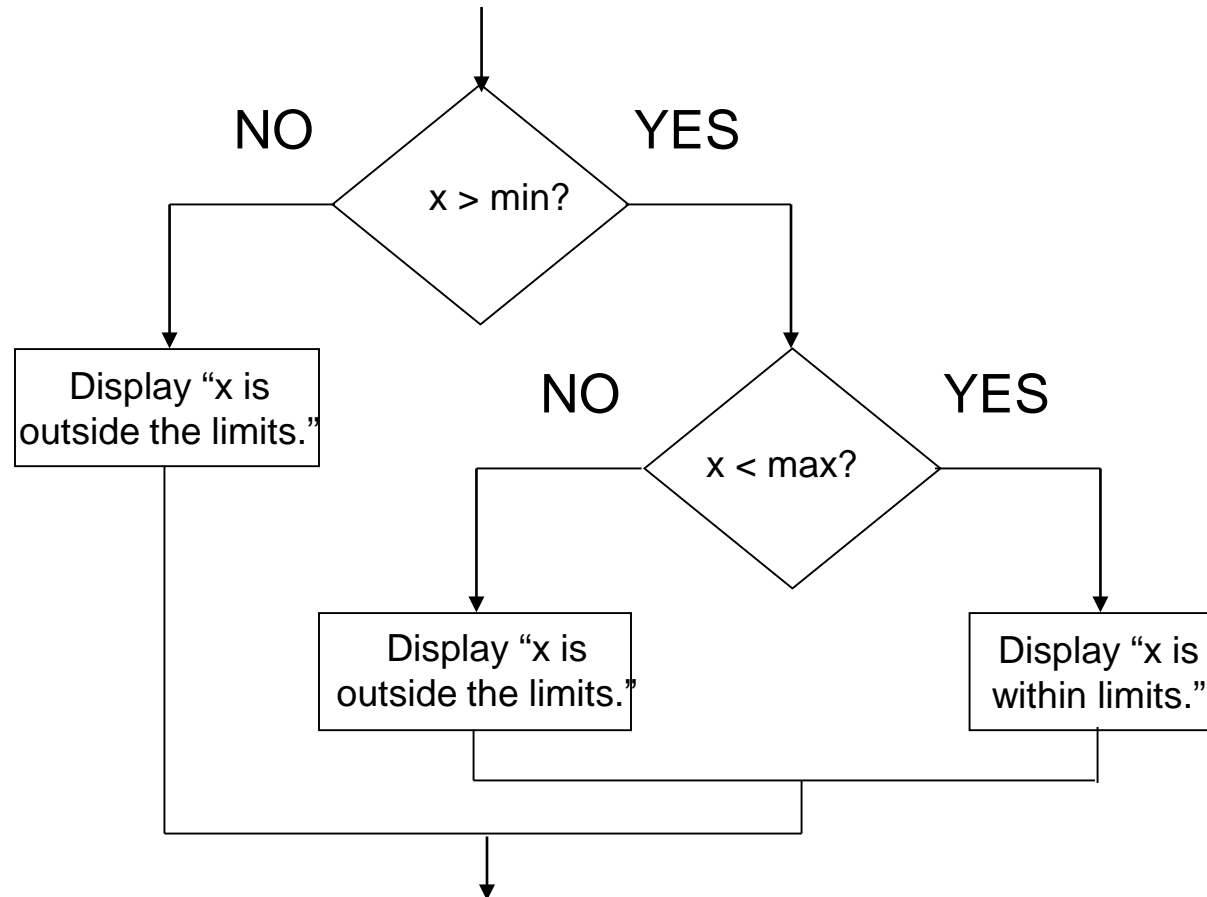 NO
YES
x > min?
Display “x is
outside the limits.”
NO
YES
x < max?
Display “x is
outside the limits.”
Display “x is
within limits.”